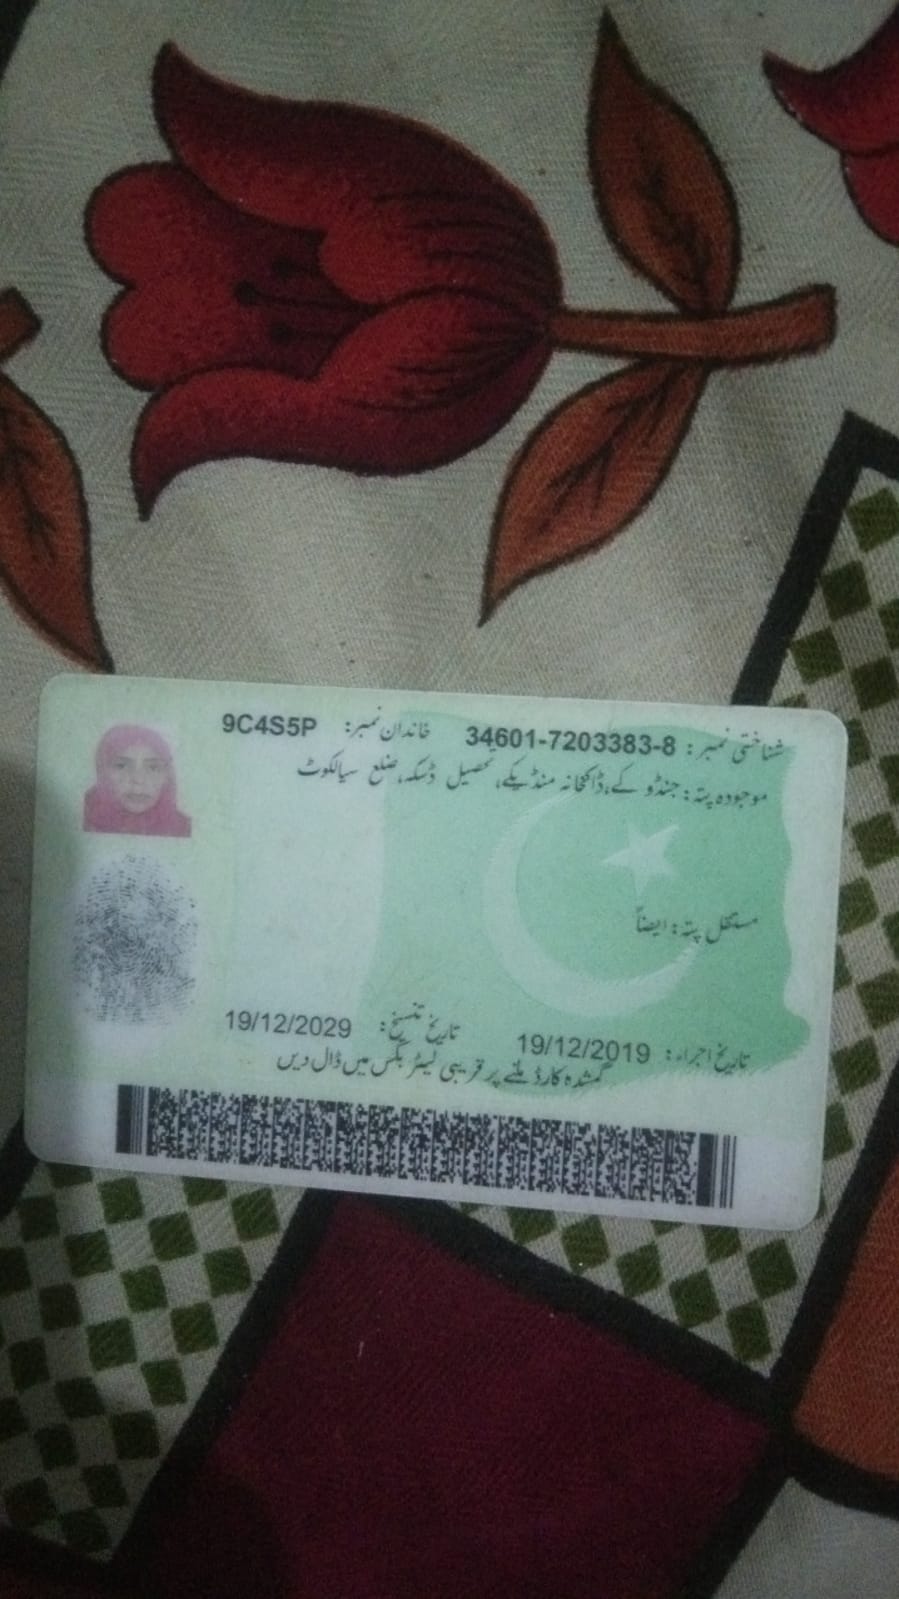 شناختی نمبر: 34601-7203383-8 خاندان نمبر: 9C4S5P
موجودہ پتہ: جنڈو کے، ڈاکخانہ منڈیکے، تحصیل ڈسکہ، ضلع سیالکوٹ
مستقل پتہ: ایضاً
تاریخ اجراء: 19/12/2019 تاریخ تنسیخ: 19/12/2029
گمشدہ کارڈ ملنے پر قریبی لیٹر بکس میں ڈال دیں